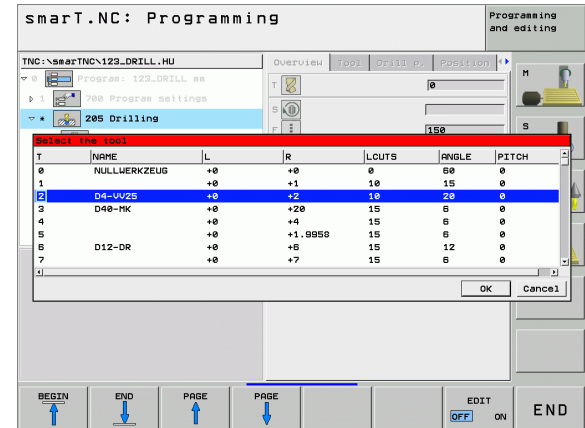 smarT.NC: Programming
Programming
and editing
TNC:\smarTNC\123_DRILL.HU
Overview Tool Drill p. Position
0 Program: 123_DRILL mm
T 0
M
1 700 Program settings
S
* 205 Drilling
F 150
S
Select the tool
T NAME L R LCUTS ANGLE PITCH
0 NULLWERKZEUG +0 +0 0 60 0
1 +0 +1 10 15 0
2 D4-VV25 +0 +2 10 20 0
3 D40-MK +0 +20 15 6 0
4 +0 +4 15 6 0
5 +0 +1.9958 15 6 0
6 D12-DR +0 +6 15 12 0
7 +0 +7 15 6 0
OK Cancel
BEGIN END PAGE PAGE EDIT
OFF ON END